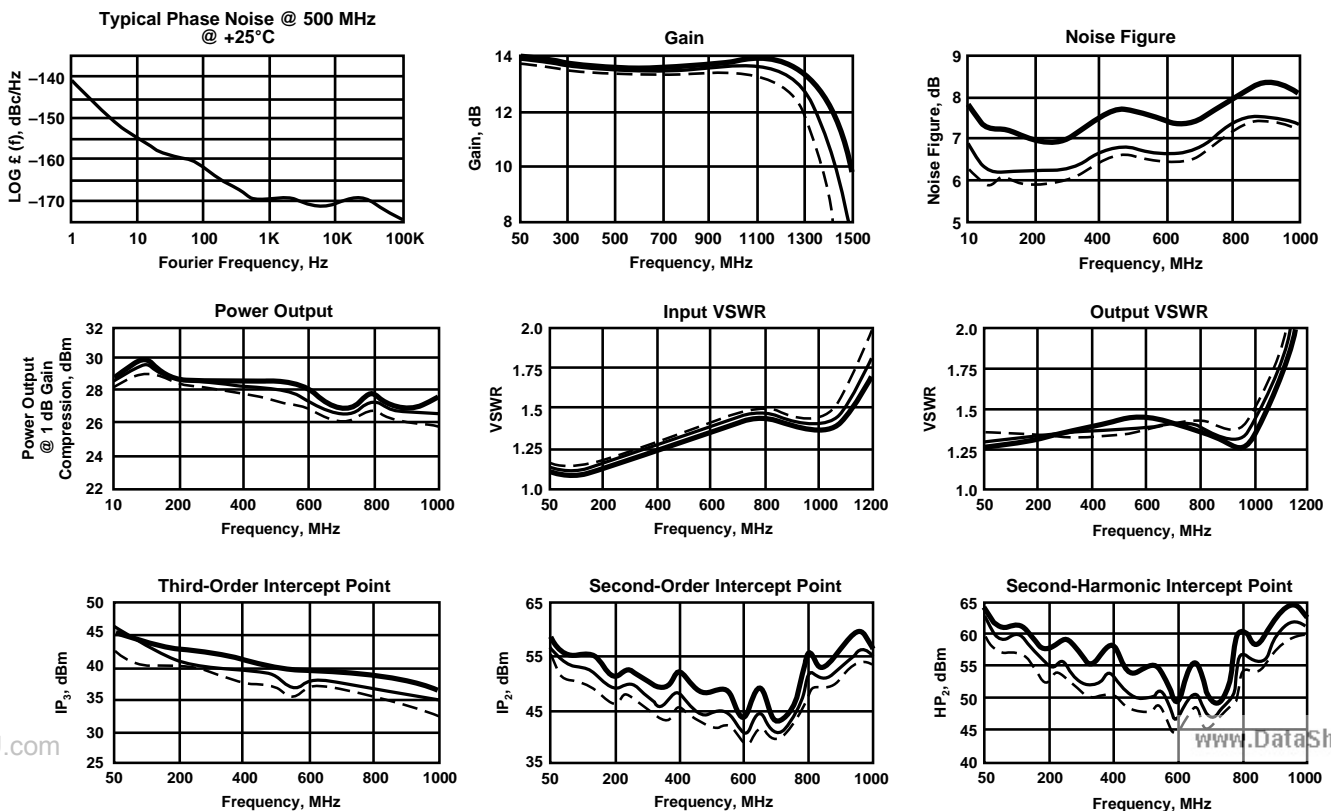 Typical Phase Noise @ 500 MHz
@ +25°C
LOG £ (f), dBc/Hz
–140
–150
–160
–170
1 10 100 1K 10K 100K
Fourier Frequency, Hz
Gain
Gain, dB
14
12
10
8
50 300 500 700 900 1100 1300 1500
Frequency, MHz
Noise Figure
Noise Figure, dB
9
8
7
6
5
10 200 400 600 800 1000
Frequency, MHz
Power Output
Power Output
@ 1 dB Gain
Compression, dBm
32
30
28
26
24
22
10 200 400 600 800 1000
Frequency, MHz
Input VSWR
VSWR
2.0
1.75
1.5
1.25
1.0
50 200 400 600 800 1000 1200
Frequency, MHz
Output VSWR
VSWR
2.0
1.75
1.5
1.25
1.0
50 200 400 600 800 1000 1200
Frequency, MHz
Third-Order Intercept Point
IP3, dBm
50
45
40
35
30
25
50 200 400 600 800 1000
Frequency, MHz
Second-Order Intercept Point
IP2, dBm
65
55
45
35
50 200 400 600 800 1000
Frequency, MHz
Second-Harmonic Intercept Point
HP2, dBm
65
60
55
50
45
40
50 200 400 600 800 1000
Frequency, MHz
.com
www.DataSh